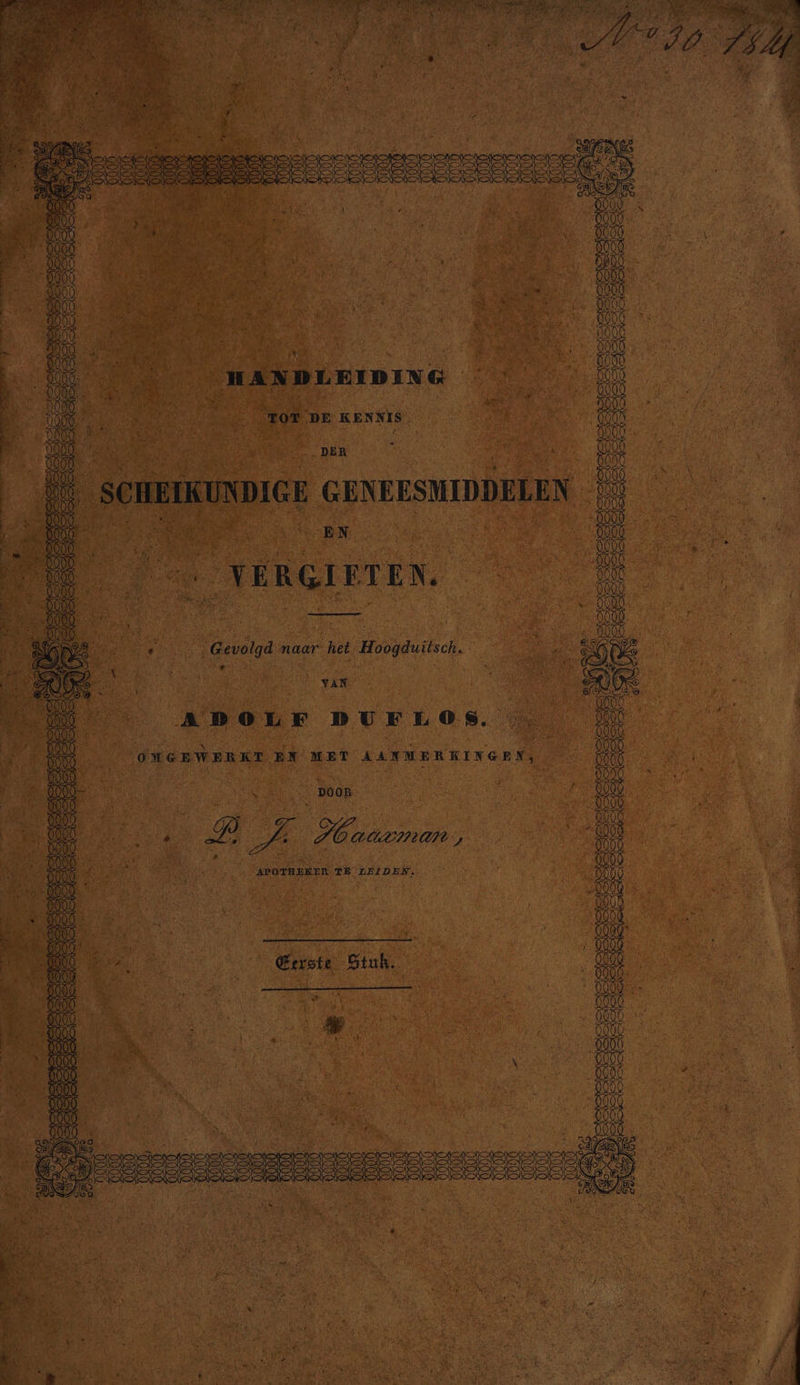 HANDLEIDING
TOT DE KENNIS
DER
SCHEIKUNDIGE GENEESMIDDELEN
EN
VERGIFTEN.
Gevolgd naar het Hoogduitsch.
VAN
ADOLF DUFLOS.
OMGEWERKT EN MET AANMERKINGEN,
DOOR
P. J. Haaxman,
APOTHEKER TE LEIDEN.
Eerste Stuk.